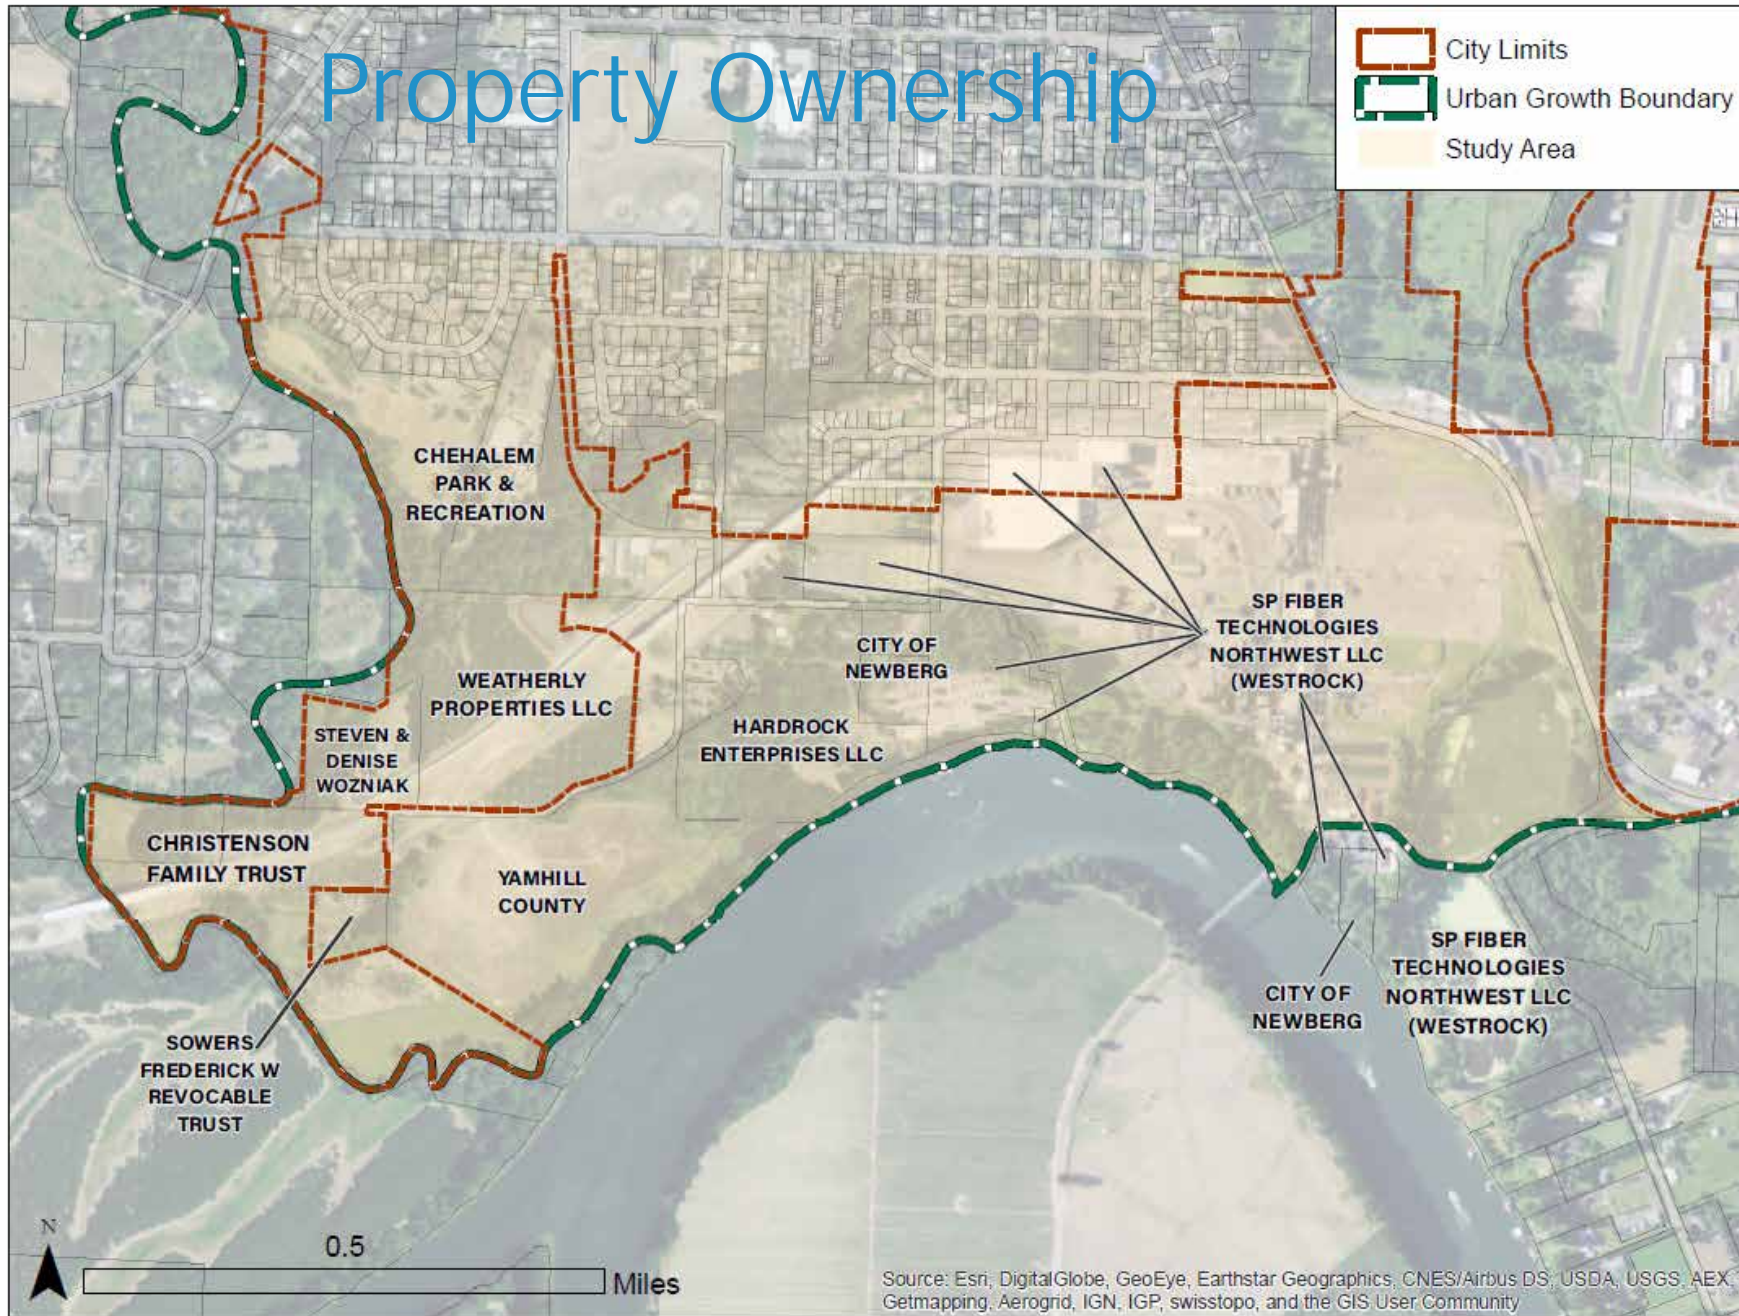 Property Ownership
City Limits
Urban Growth Boundary
Study Area
CHEHALEM
PARK &
RECREATION
SP FIBER
TECHNOLOGIES
NORTHWEST LLC
(WESTROCK)
CITY OF
NEWBERG
WEATHERLY
PROPERTIES LLC
HARDROCK
ENTERPRISES LLC
STEVEN &
DENISE
WOZNIAK
CHRISTENSON
FAMILY TRUST
YAMHILL
COUNTY
SP FIBER
TECHNOLOGIES
NORTHWEST LLC
(WESTROCK)
CITY OF
NEWBERG
SOWERS
FREDERICK W
REVOCABLE
TRUST
N
0.5
Miles
Source: Esri, DigitalGlobe, GeoEye, Earthstar Geographics, CNES/Airbus DS, USDA, USGS, AEX,
Getmapping, Aerogrid, IGN, IGP, swisstopo, and the GIS User Community